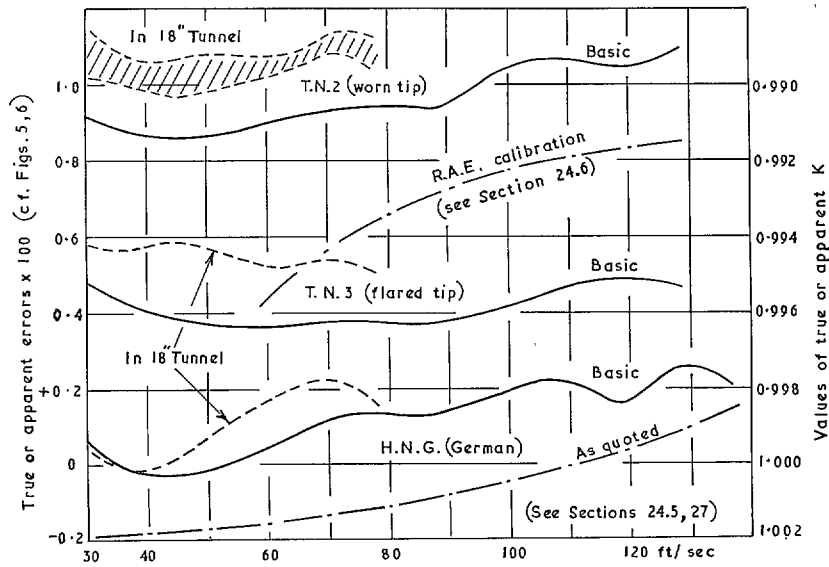 In 18" Tunnel
Basic
T.N.2 (worn tip)
R.A.E. calibration
(see Section 24.6)
Basic
T.N.3 (flared tip)
In 18" Tunnel
Basic
H.N.G. (German)
As quoted
(See Sections 24.5, 27)
True or apparent errors x 100 (c.f. Figs. 5, 6)
1.0
0.8
0.6
0.4
+0.2
0
-0.2
Values of true or apparent K
0.990
0.992
0.994
0.996
0.998
1.000
1.002
30 40 60 80 100 120 ft/sec